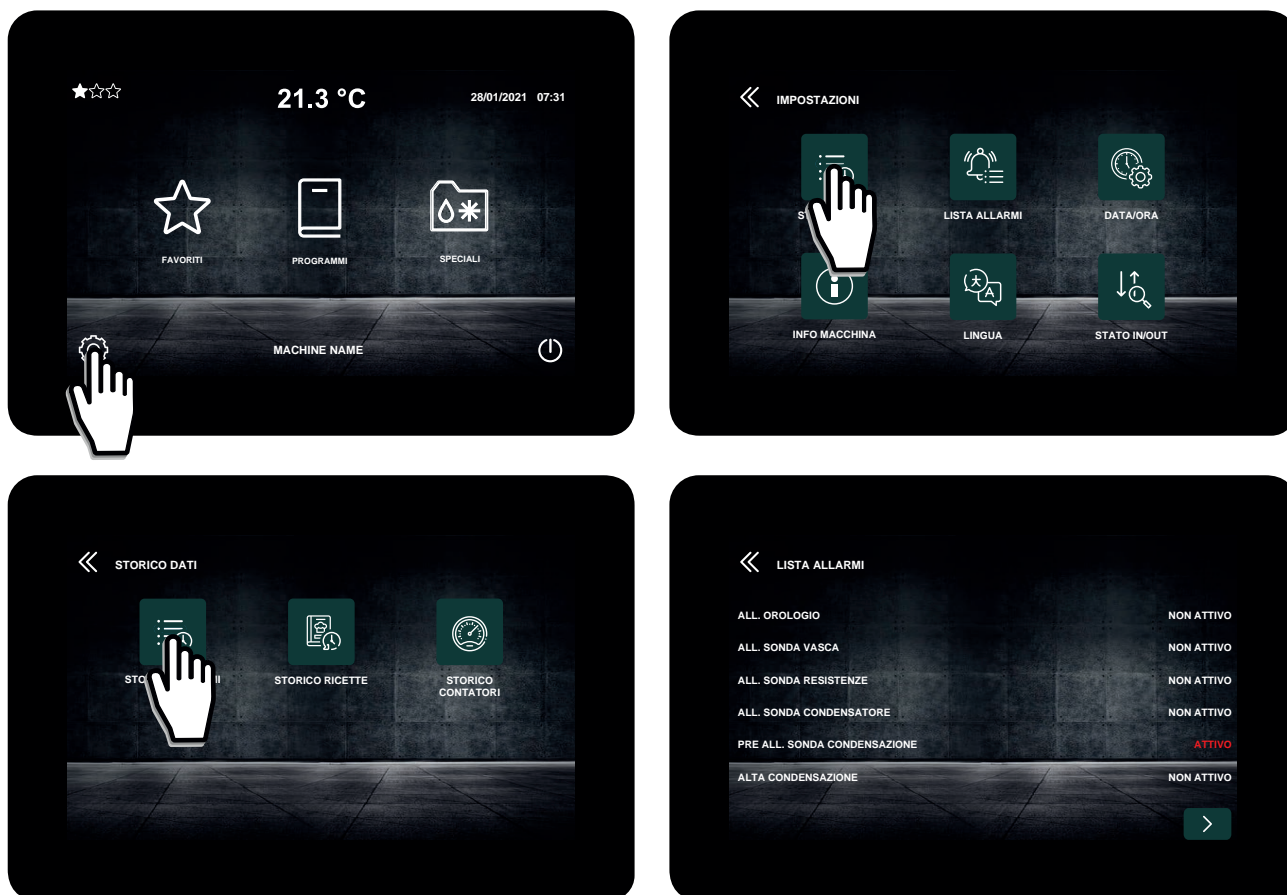 21.3 °C
28/01/2021 07:31
FAVORITI
PROGRAMMI
SPECIALI
MACHINE NAME
IMPOSTAZIONI
LISTA ALLARMI
DATA/ORA
INFO MACCHINA
LINGUA
STATO IN/OUT
STORICO DATI
STORICO RICETTE
STORICO
CONTATORI
LISTA ALLARMI
ALL. OROLOGIO NON ATTIVO
ALL. SONDA VASCA NON ATTIVO
ALL. SONDA RESISTENZE NON ATTIVO
ALL. SONDA CONDENSATORE NON ATTIVO
PRE ALL. SONDA CONDENSAZIONE ATTIVO
ALTA CONDENSAZIONE NON ATTIVO